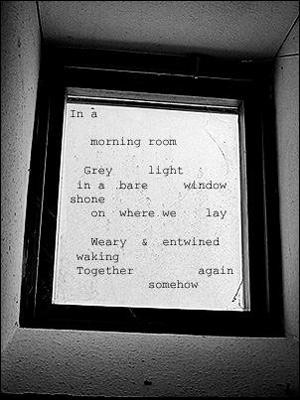 In a
morning room
Grey light
in a bare window
shone
on where we lay
Weary & entwined
waking
Together again
somehow